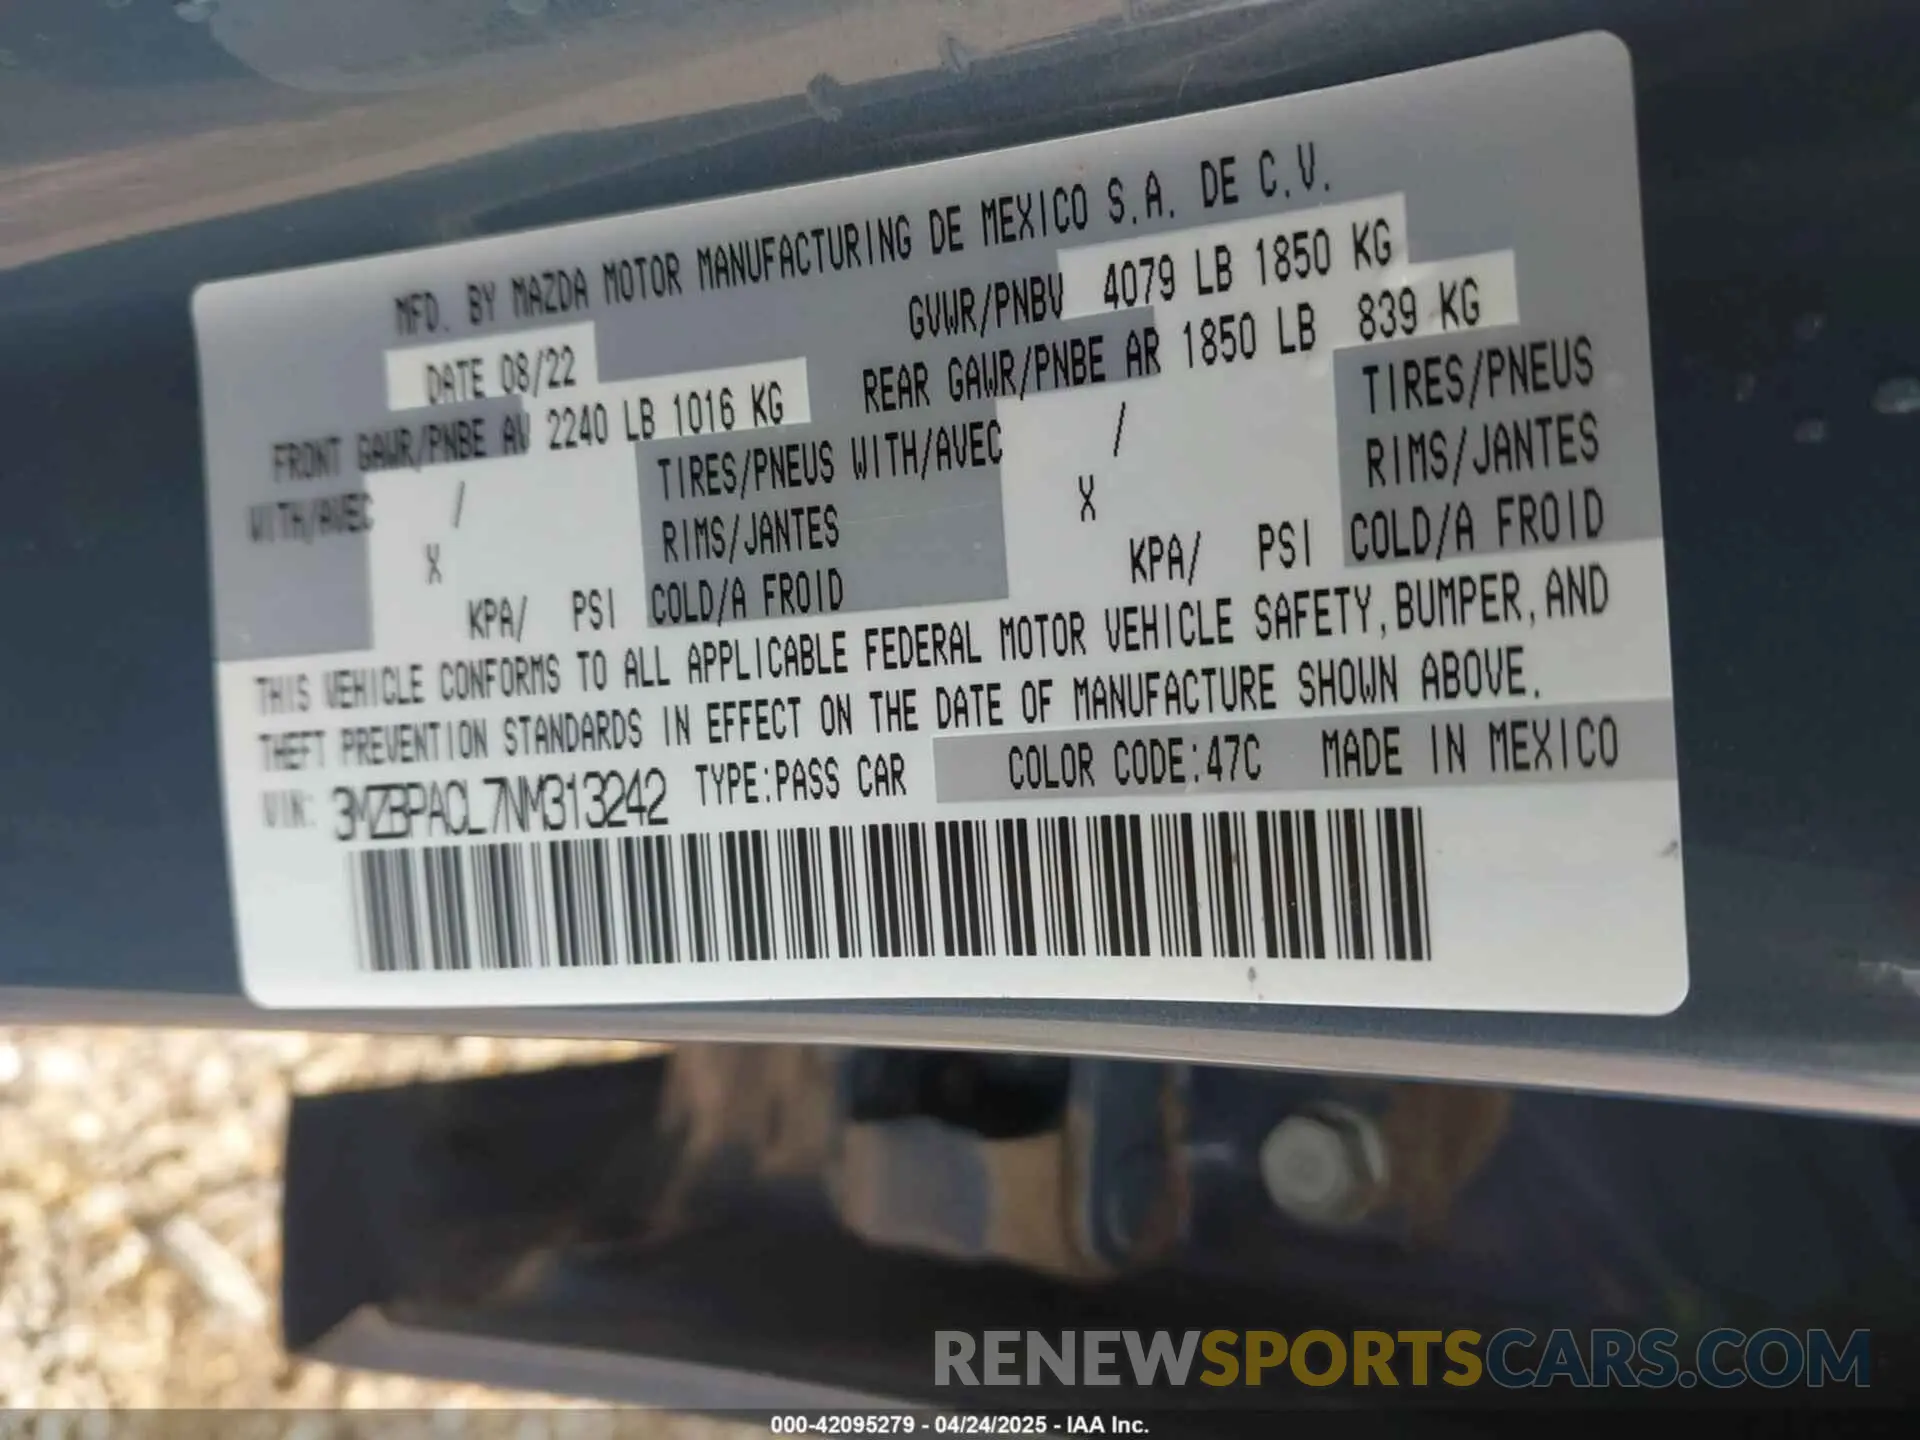 MFD. BY MAZDA MOTOR MANUFACTURING DE MEXICO S.A. DE C.V.
DATE 08/22 GVWR/PNBV 4079 LB 1850 KG
FRONT GAWR/PNBE AV 2240 LB 1016 KG REAR GAWR/PNBE AR 1850 LB 839 KG
WITH/AVEC / TIRES/PNEUS WITH/AVEC / TIRES/PNEUS
X RIMS/JANTES X RIMS/JANTES
KPA/ PSI COLD/A FROID KPA/ PSI COLD/A FROID
THIS VEHICLE CONFORMS TO ALL APPLICABLE FEDERAL MOTOR VEHICLE SAFETY, BUMPER, AND
THEFT PREVENTION STANDARDS IN EFFECT ON THE DATE OF MANUFACTURE SHOWN ABOVE.
VIN: 3MZBPACL7NM313242 TYPE:PASS CAR COLOR CODE:47C MADE IN MEXICO
RENEWSPORTSCARS.COM
000-42095279 - 04/24/2025 - IAA Inc.